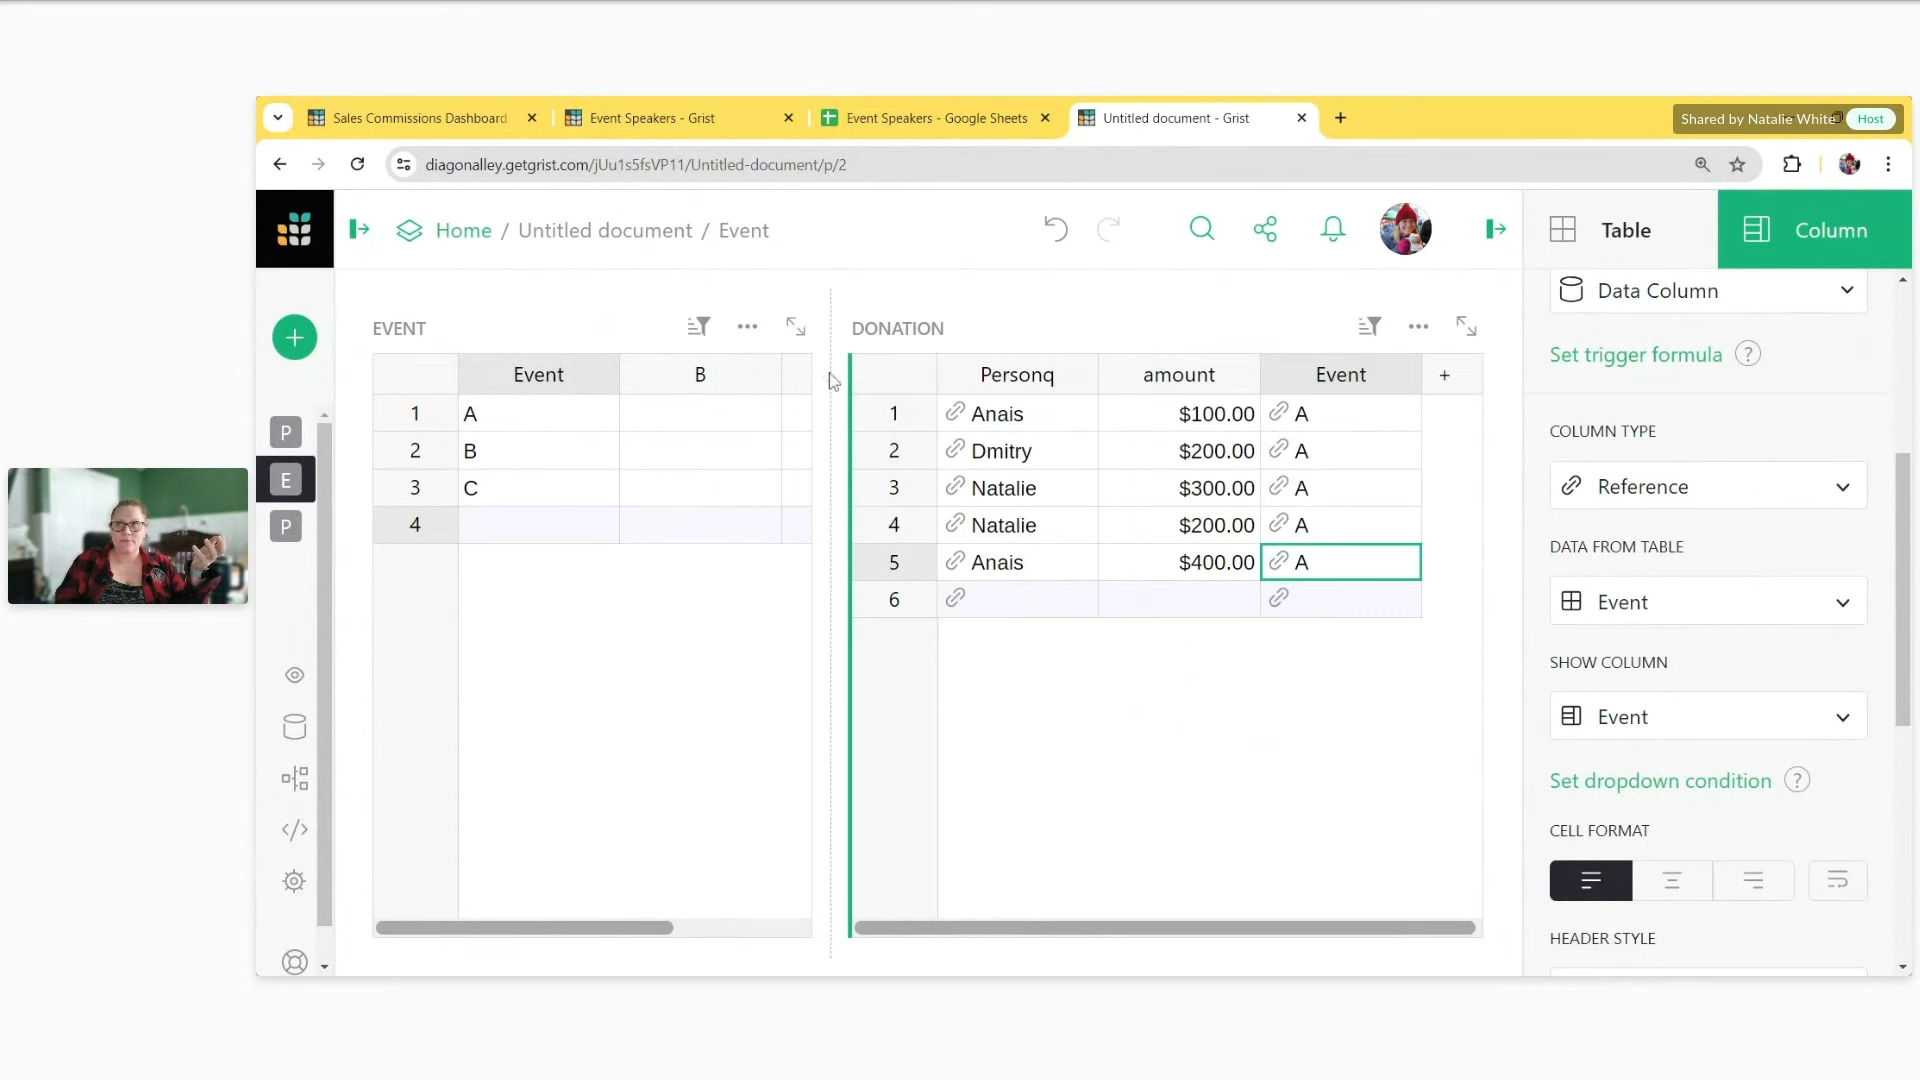 Sales Commissions Dashboard
Event Speakers - Grist
Event Speakers - Google Sheets
Untitled document - Grist
Shared by Natalie White
Host
diagonalley.getgrist.com/jUu1s5fsVP11/Untitled-document/p/2
Home / Untitled document / Event
Table
Column
P
E
P
EVENT
Event B
1 A
2 B
3 C
4
DONATION
Personq amount Event +
1 Anais $100.00 A
2 Dmitry $200.00 A
3 Natalie $300.00 A
4 Natalie $200.00 A
5 Anais $400.00 A
6
Data Column
Set trigger formula ?
COLUMN TYPE
Reference
DATA FROM TABLE
Event
SHOW COLUMN
Event
Set dropdown condition ?
CELL FORMAT
HEADER STYLE